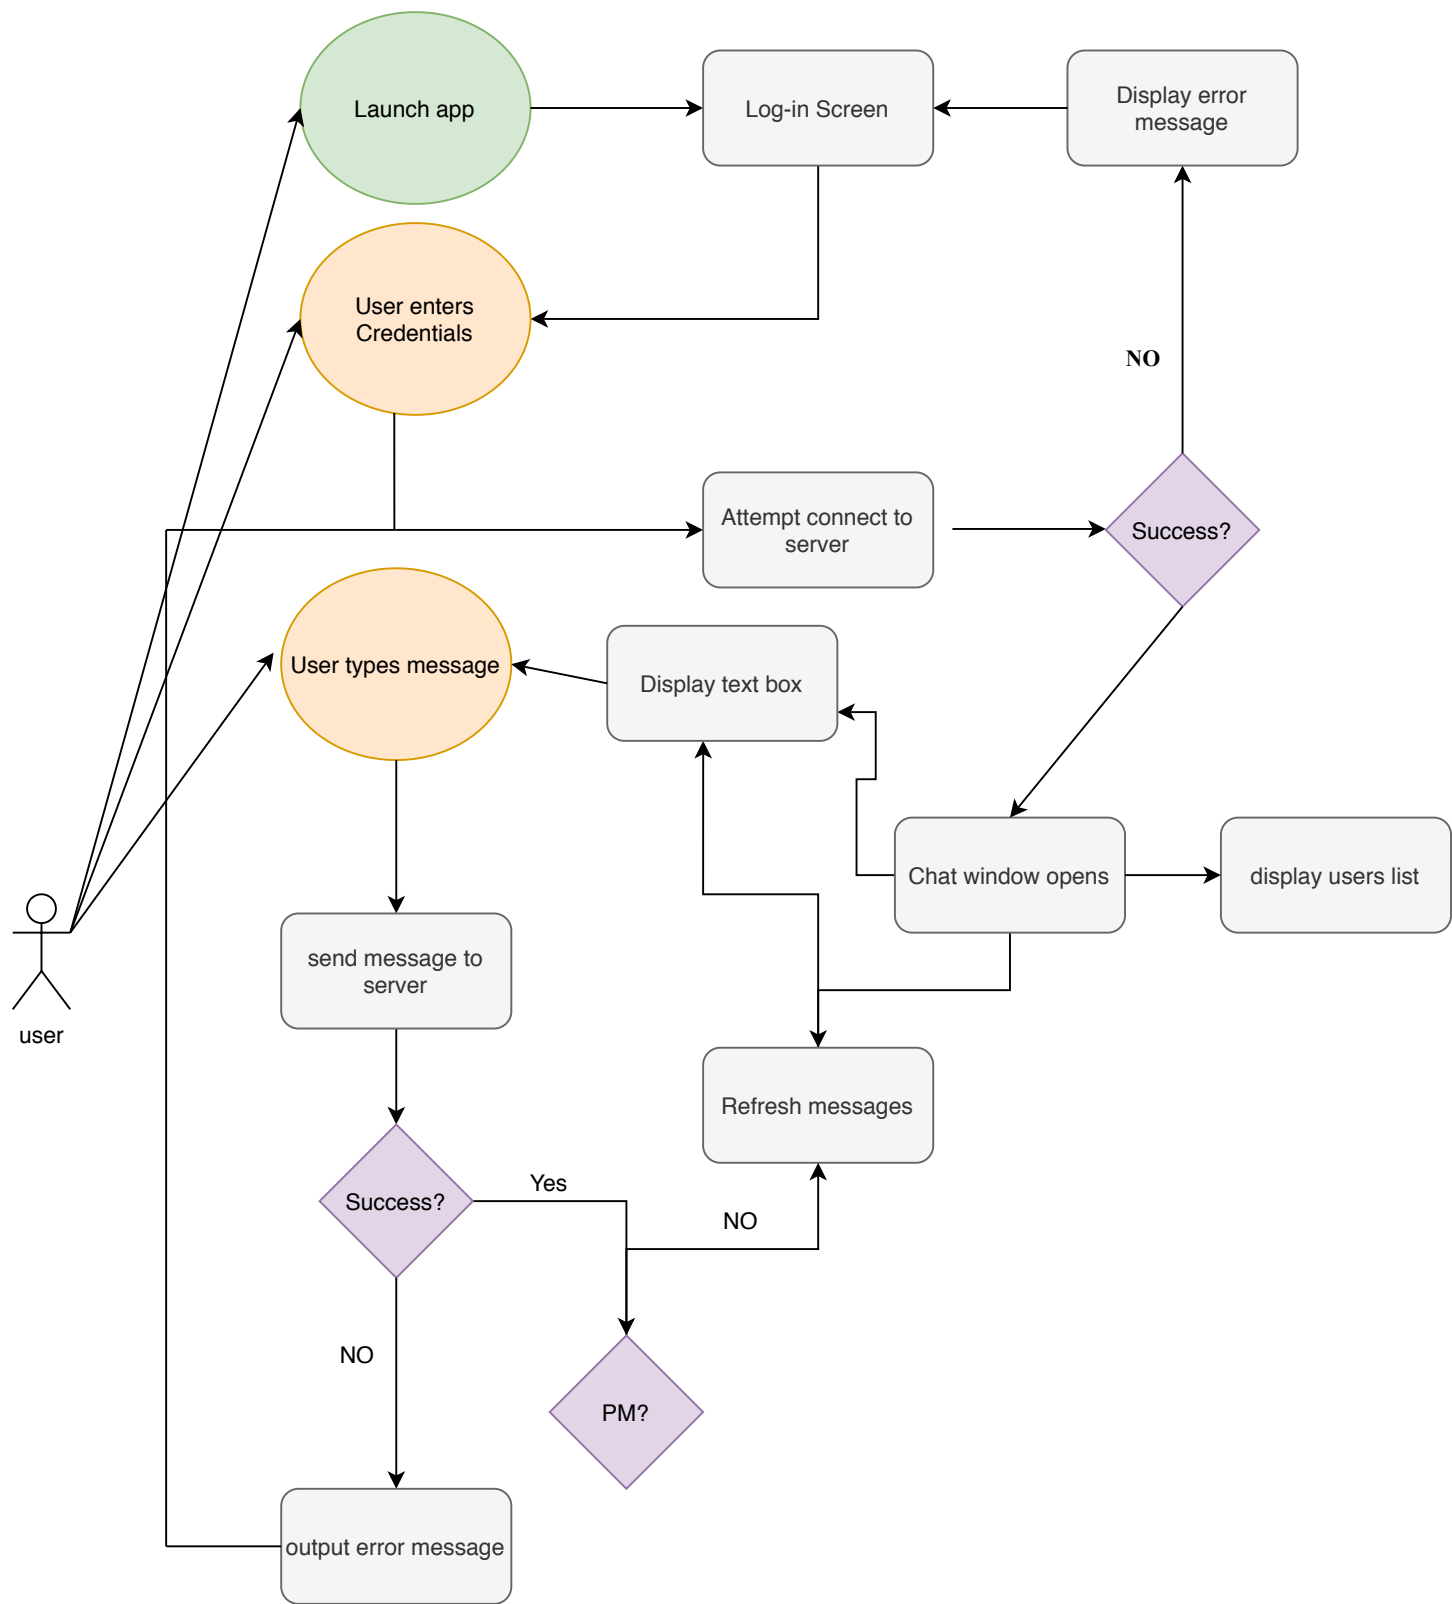 Launch app
Log-in Screen
Display error
message
User enters
Credentials
NO
Attempt connect to
server
Success?
User types message
Display text box
Chat window opens
display users list
send message to
server
user
Refresh messages
Success?
Yes
NO
NO
PM?
output error message